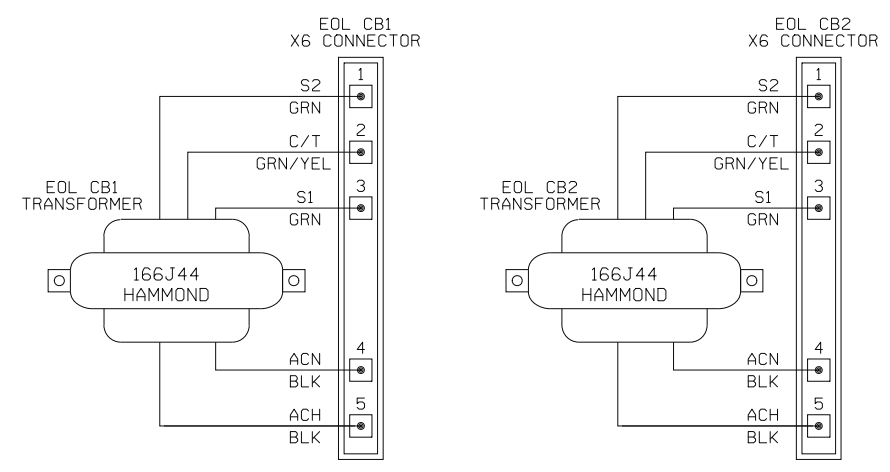 EOL CB1
X6 CONNECTOR
1
S2
GRN
2
C/T
GRN/YEL
3
S1
GRN
EOL CB1
TRANSFORMER
166J44
HAMMOND
4
ACN
BLK
5
ACH
BLK
EOL CB2
X6 CONNECTOR
1
S2
GRN
2
C/T
GRN/YEL
3
S1
GRN
EOL CB2
TRANSFORMER
166J44
HAMMOND
4
ACN
BLK
5
ACH
BLK